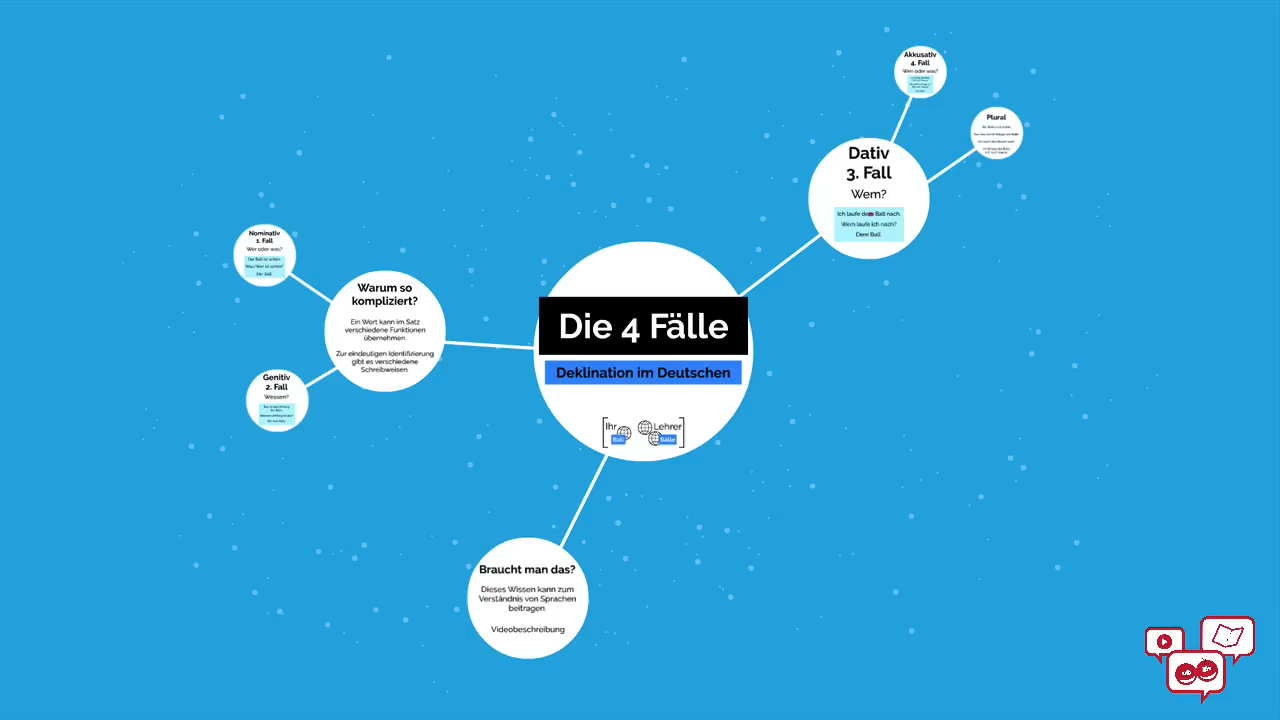 Die 4 Fälle
Deklination im Deutschen
Ihr
Ball
Lehrer
Bälle
Warum so
kompliziert?
Ein Wort kann im Satz
verschiedene Funktionen
übernehmen.
Zur eindeutigen Identifizierung
gibt es verschiedene
Schreibweisen
Nominativ
1. Fall
Wer oder was?
Der Ball ist schön.
Was/Wer ist schön?
Der Ball
Genitiv
2. Fall
Wessen?
Dativ
3. Fall
Wem?
Ich laufe dem Ball nach.
Wem laufe ich nach?
Dem Ball
Akkusativ
4. Fall
Wen oder was?
Plural
Braucht man das?
Dieses Wissen kann zum
Verständnis von Sprachen
beitragen.
Videobeschreibung